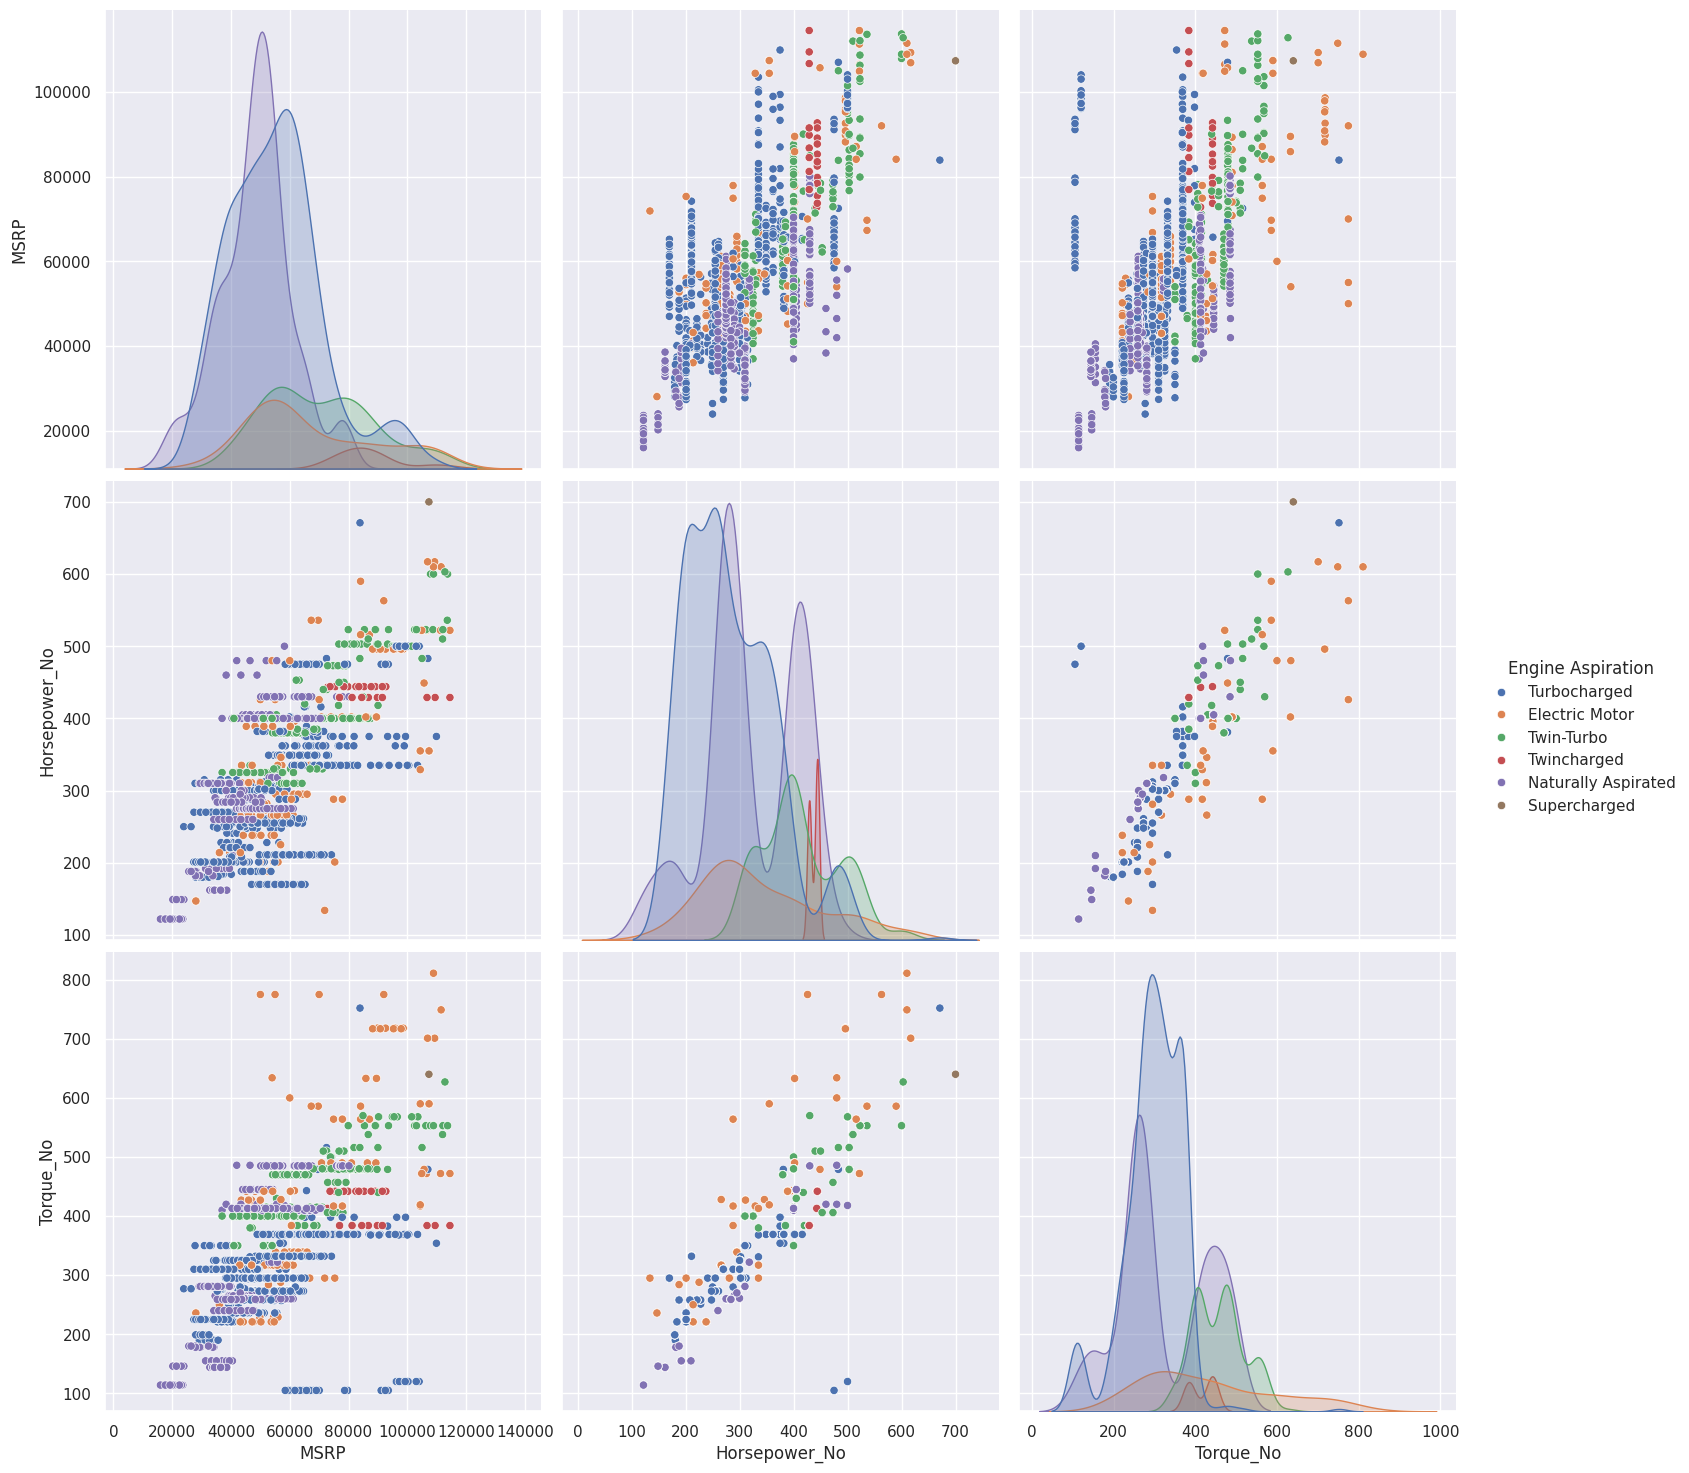 100000
80000
60000
40000
20000
MSRP
700
600
500
400
300
200
100
Horsepower_No
Engine Aspiration
Turbocharged
Electric Motor
Twin-Turbo
Twincharged
Naturally Aspirated
Supercharged
800
700
600
500
400
300
200
100
Torque_No
0 20000 40000 60000 80000 100000 120000 140000
MSRP
0 100 200 300 400 500 600 700
Horsepower_No
0 200 400 600 800 1000
Torque_No